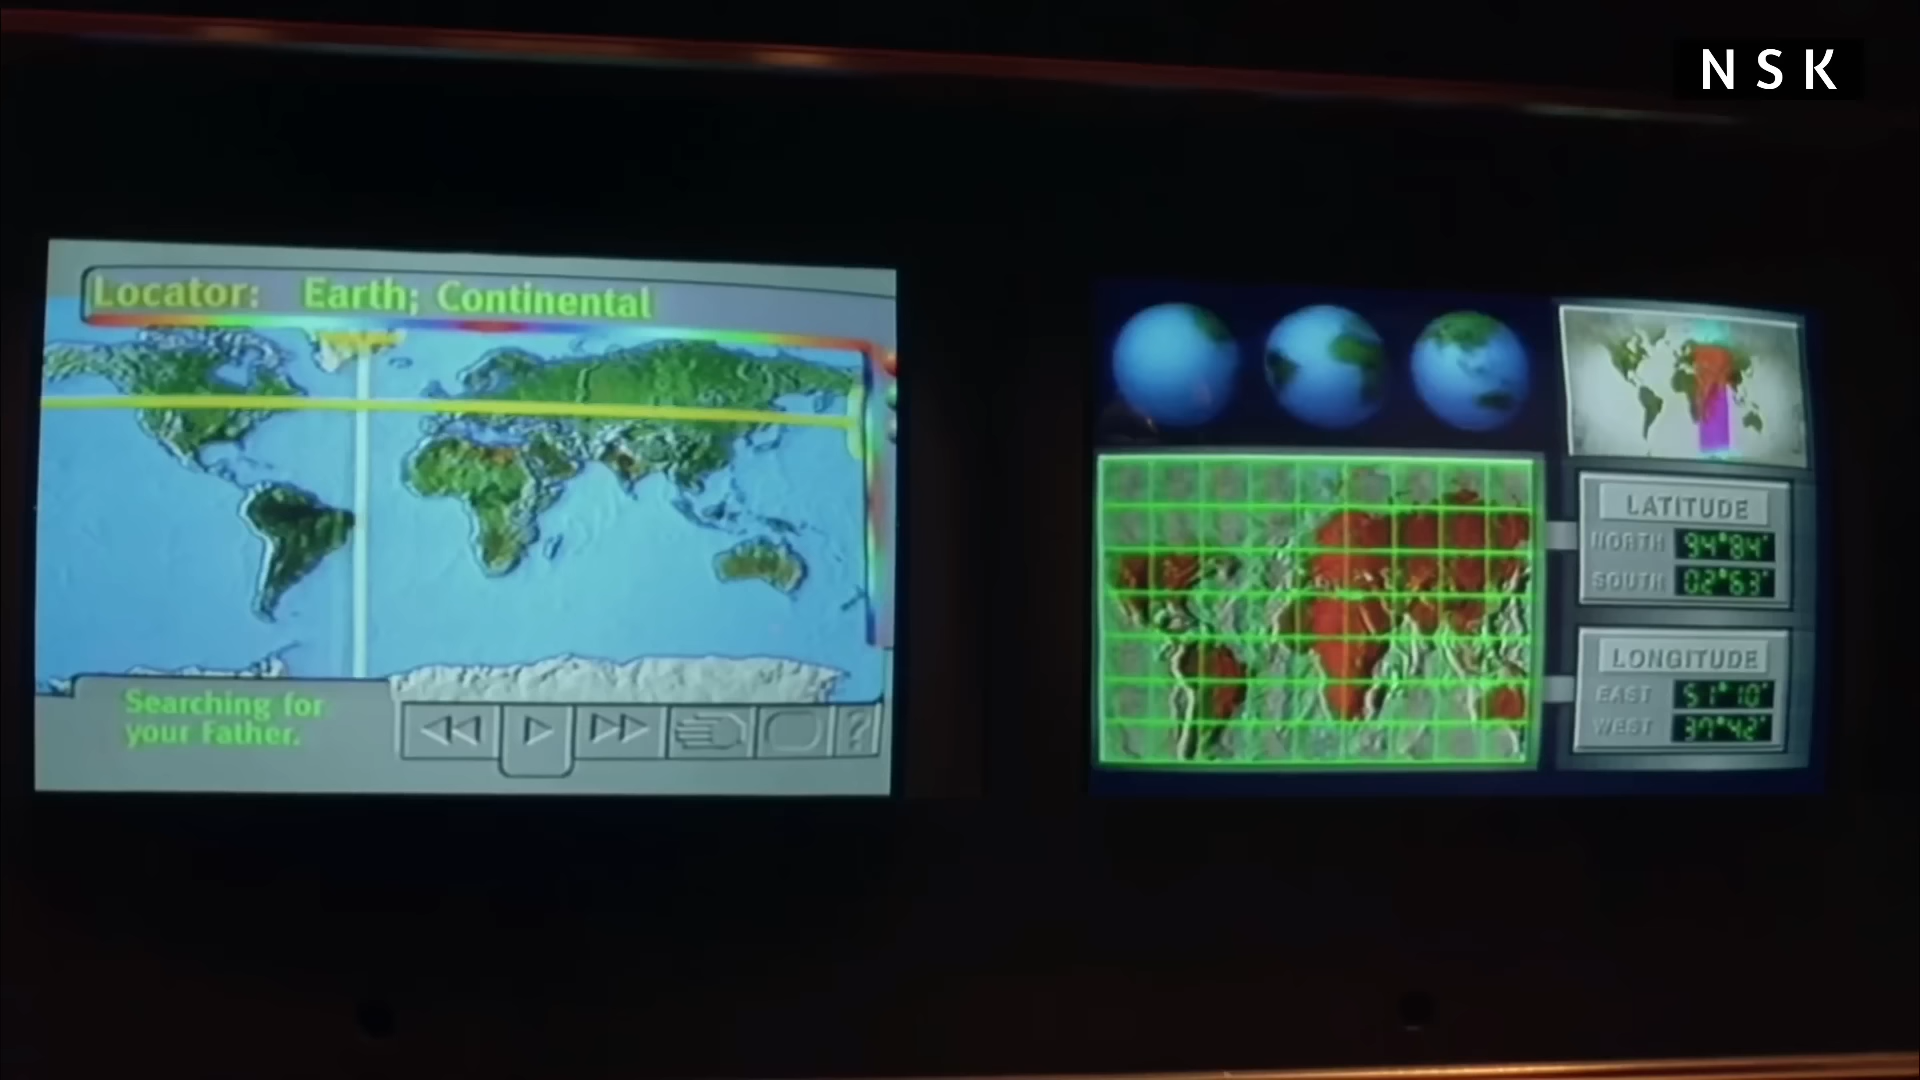 NSK
Locator: Earth; Continental
Searching for
your Father.
?
LATITUDE
NORTH 94°84'
SOUTH 02°63'
LONGITUDE
EAST 51°10'
WEST 37°42'